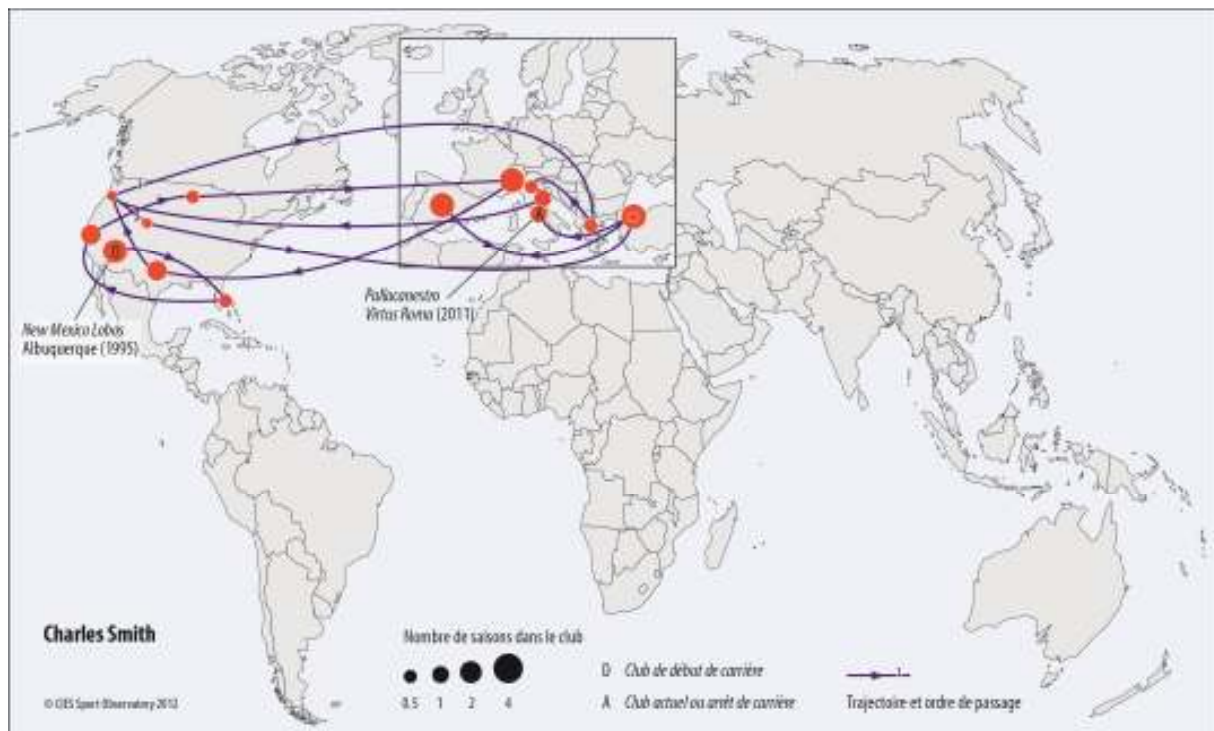 New Mexico Lobos
Albuquerque (1995)
Pallacanestro
Virtus Roma (2011)
A
D
Charles Smith
© CIES Sport Observatory 2012
Nombre de saisons dans le club
0.5 1 2 4
D Club de début de carrière
A Club actuel ou arrêt de carrière
1
Trajectoire et ordre de passage